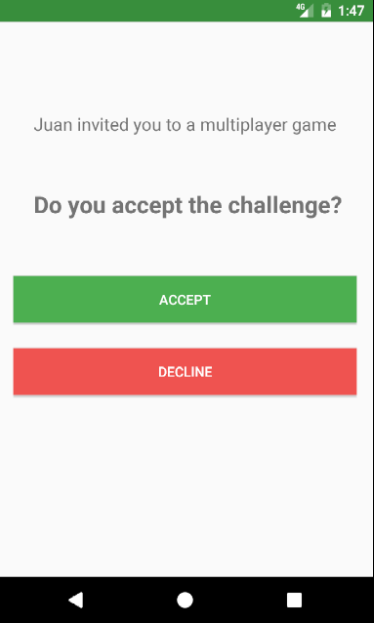 4G 1:47
Juan invited you to a multiplayer game
Do you accept the challenge?
ACCEPT
DECLINE